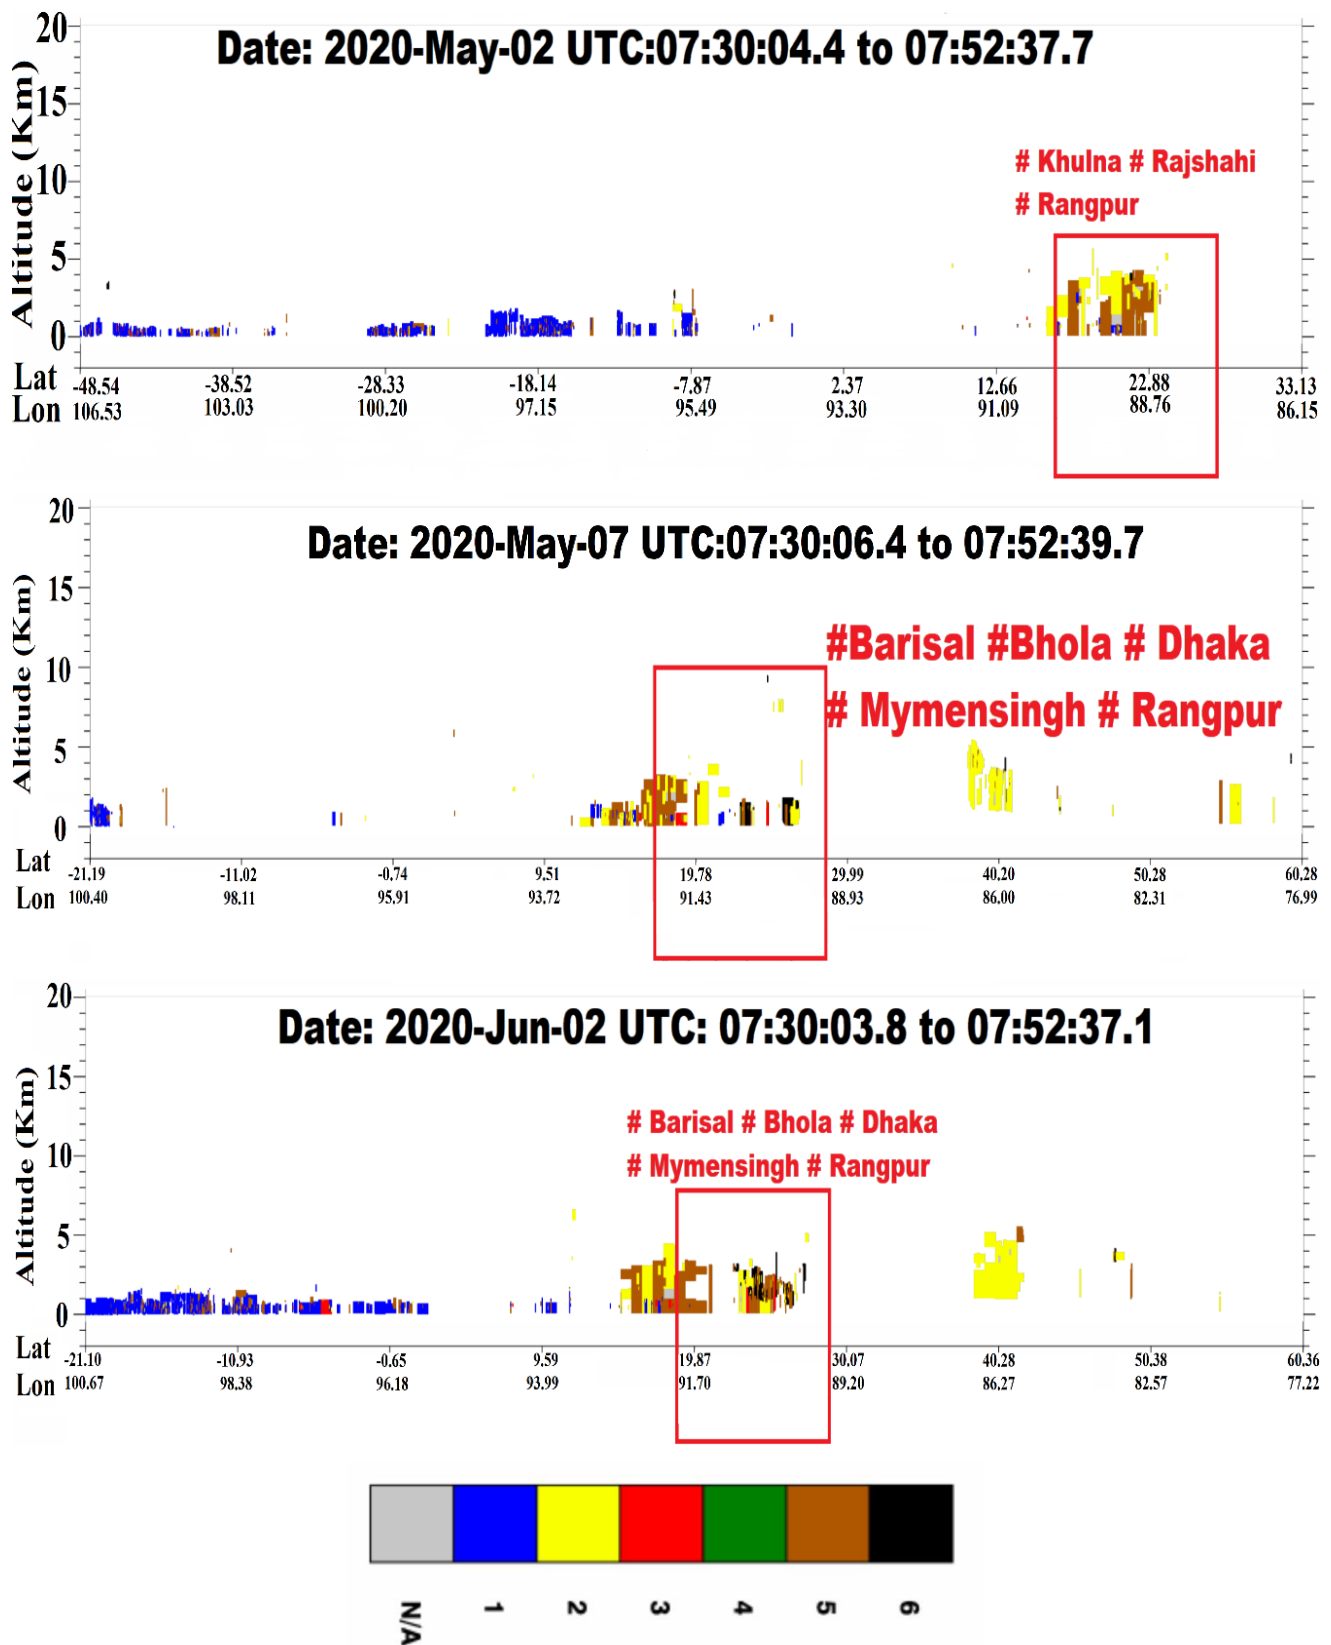 Date: 2020-May-02 UTC:07:30:04.4 to 07:52:37.7
Altitude (Km)
20
15
10
5
0
# Khulna # Rajshahi
# Rangpur
Lat -48.54 -38.52 -28.33 -18.14 -7.87 2.37 12.66 22.88 33.13
Lon 106.53 103.03 100.20 97.15 95.49 93.30 91.09 88.76 86.15
Date: 2020-May-07 UTC:07:30:06.4 to 07:52:39.7
Altitude (Km)
20
15
10
5
0
#Barisal #Bhola # Dhaka
# Mymensingh # Rangpur
Lat -21.19 -11.02 -0.74 9.51 19.78 29.99 40.20 50.28 60.28
Lon 100.40 98.11 95.91 93.72 91.43 88.93 86.00 82.31 76.99
Date: 2020-Jun-02 UTC: 07:30:03.8 to 07:52:37.1
Altitude (Km)
20
15
10
5
0
# Barisal # Bhola # Dhaka
# Mymensingh # Rangpur
Lat -21.10 -10.93 -0.65 9.59 19.87 30.07 40.28 50.38 60.36
Lon 100.67 98.38 96.18 93.99 91.70 89.20 86.27 82.57 77.22
N/A 1 2 3 4 5 6